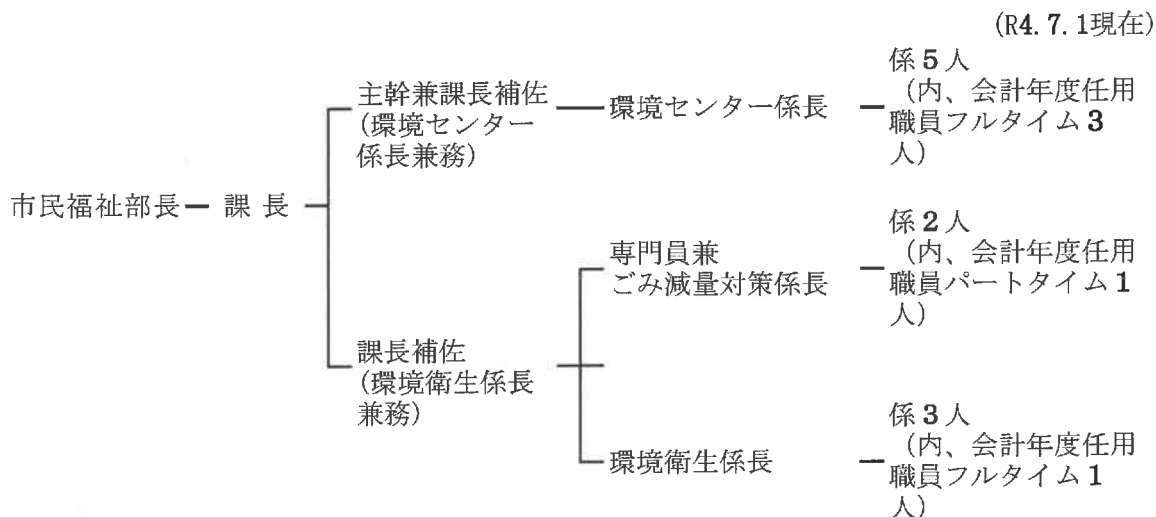 (R4.7.1現在)
市民福祉部長
課 長
主幹兼課長補佐
(環境センター
係長兼務)
環境センター係長
係5人
(内、会計年度任用
職員フルタイム3
人)
課長補佐
(環境衛生係長
兼務)
専門員兼
ごみ減量対策係長
係2人
(内、会計年度任用
職員パートタイム1
人)
環境衛生係長
係3人
(内、会計年度任用
職員フルタイム1
人)